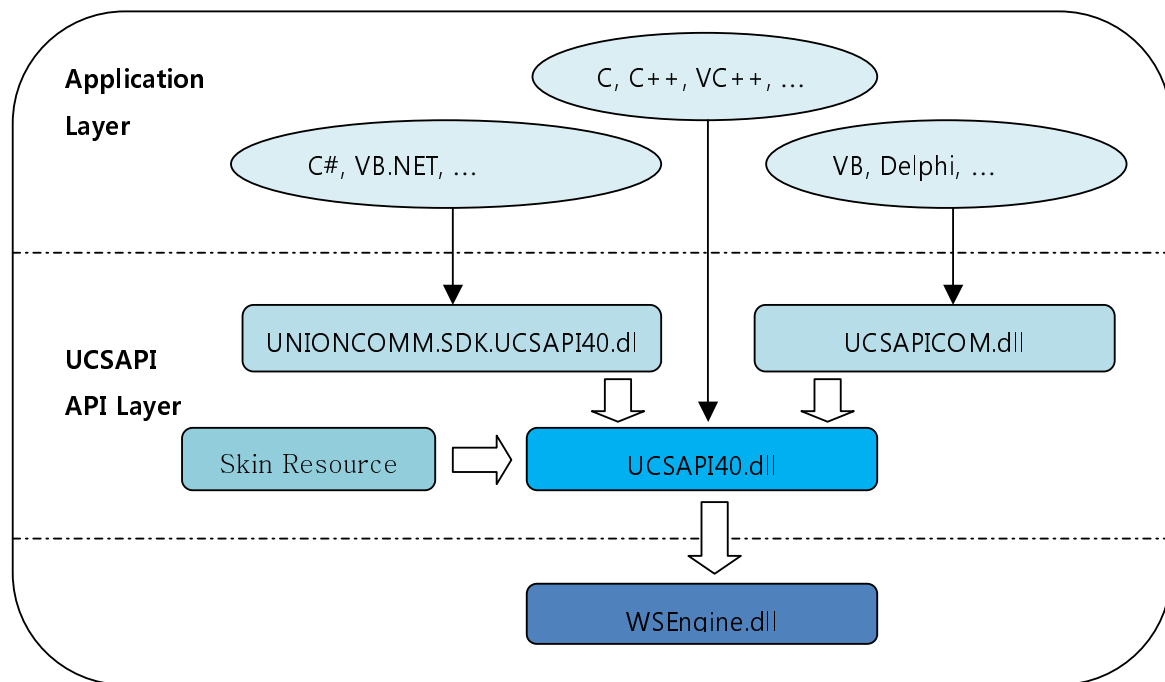 Application
Layer
C, C++, VC++, ...
C#, VB.NET, ...
VB, Delphi, ...
UCSAPI
API Layer
UNIONCOMM.SDK.UCSAPI40.dl
UCSAPICOM.dll
Skin Resource
UCSAPI40.dll
WSEngine.dll